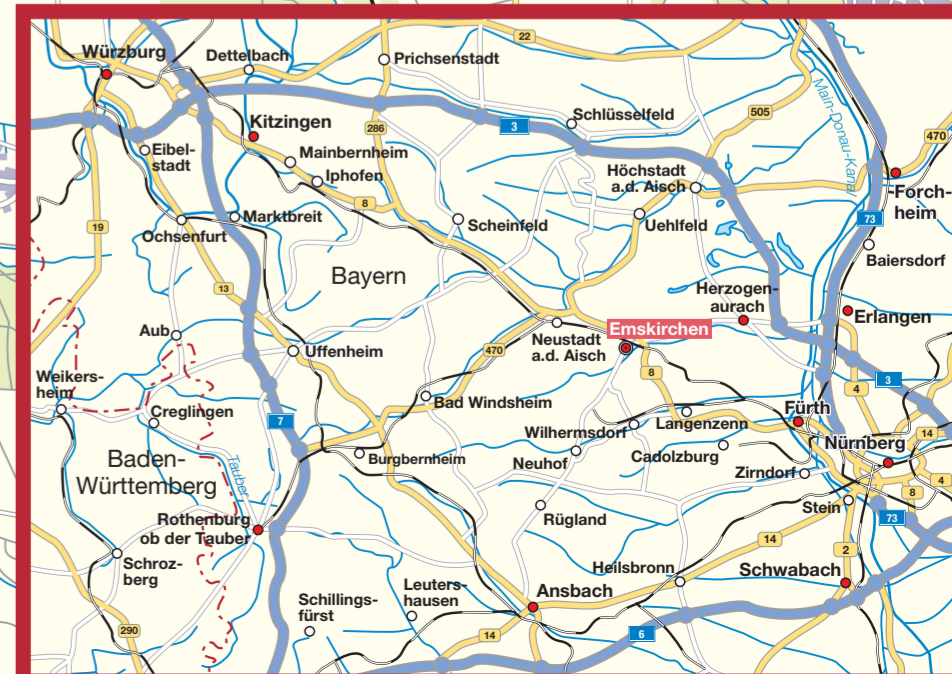 22
Würzburg
Dettelbach
Prichsenstadt
Main-Donau-Kanal
505
470
Kitzingen
286
3
Schlüsselfeld
Eibel-
stadt
Mainbernheim
Iphofen
Höchstadt
a.d. Aisch
Forch-
heim
8
19
Marktbreit
Ochsenfurt
Scheinfeld
Uehlfeld
73
Baiersdorf
Bayern
13
Herzogen-
aurach
Erlangen
Aub
Uffenheim
470
Neustadt
a.d. Aisch
Emskirchen
8
3
Weikers-
heim
Creglingen
7
Bad Windsheim
4
Fürth
Langenzenn
Wilhermsdorf
14
Nürnberg
Baden-
Württemberg
Tauber
Burgbernheim
Neuhof
Cadolzburg
Zirndorf
4
8
Rothenburg
ob der Tauber
Rügland
Stein
73
14
2
Schroz-
berg
Heilsbronn
Schwabach
Leuters-
hausen
Ansbach
Schillings-
fürst
290
14
6